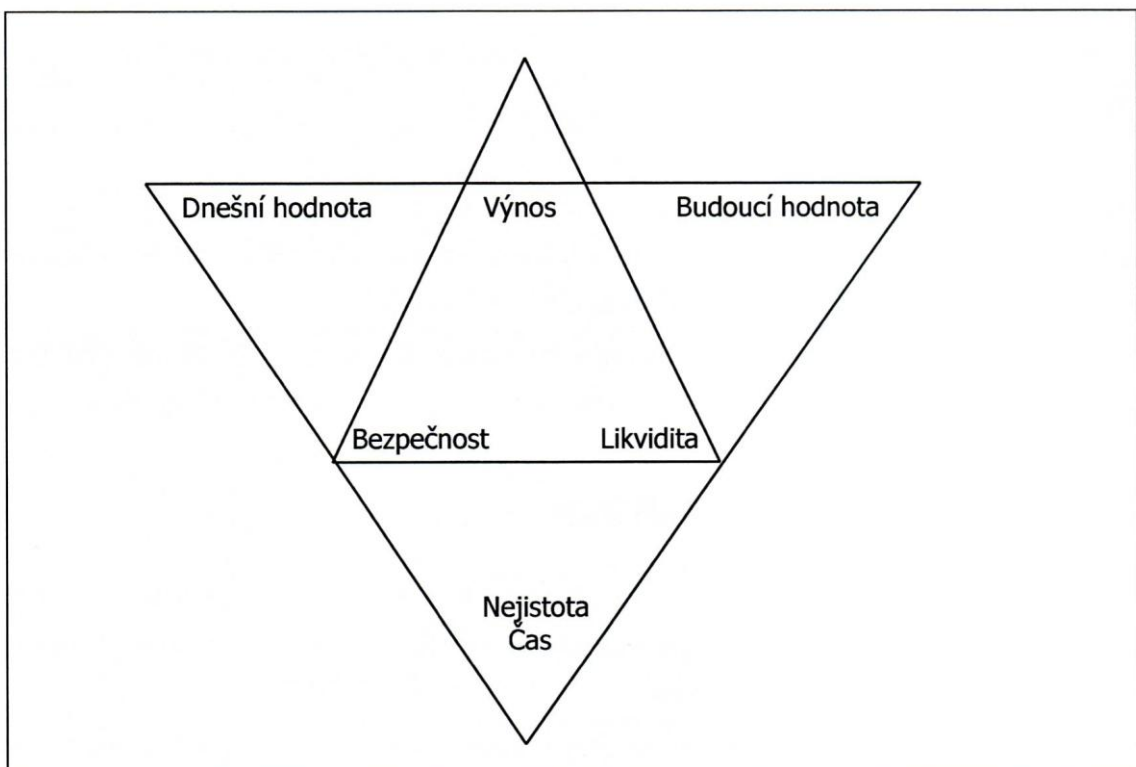 Dnešní hodnota
Výnos
Budoucí hodnota
Bezpečnost
Likvidita
Nejistota
Čas